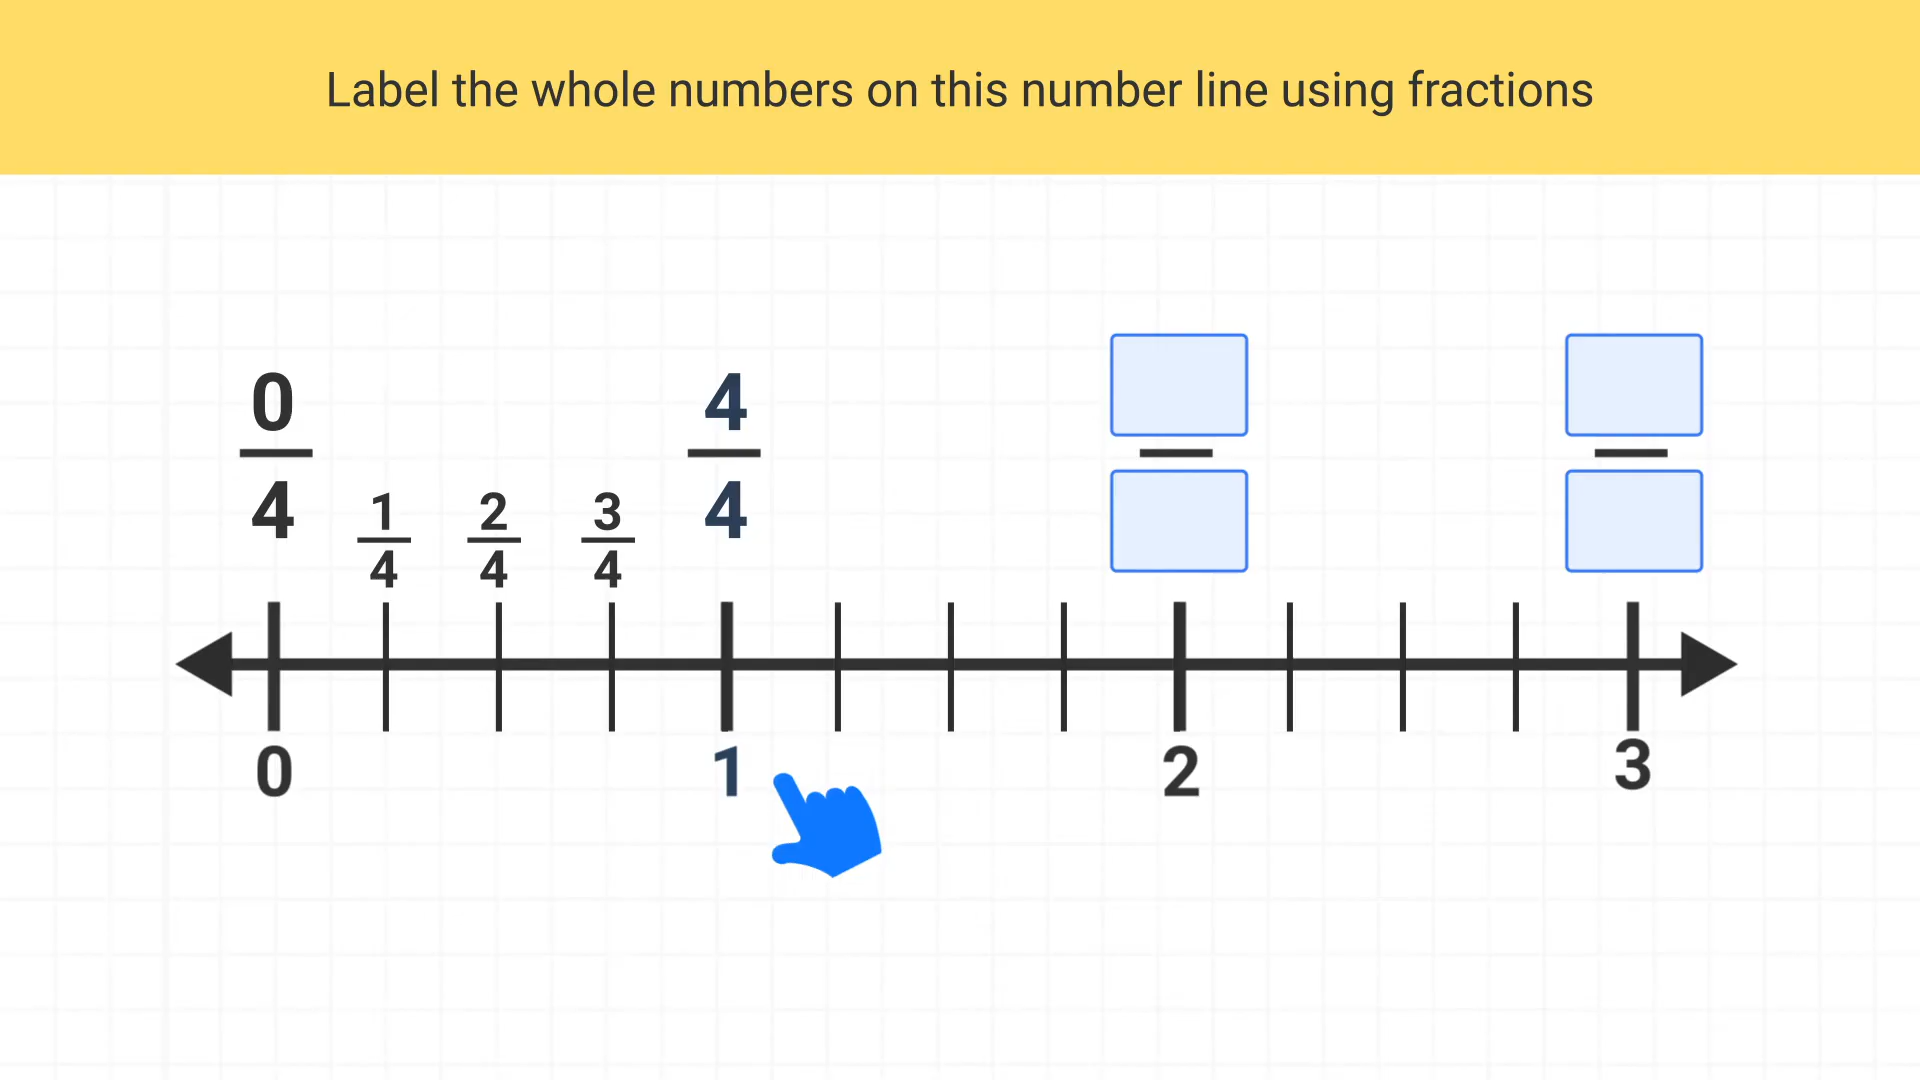 Label the whole numbers on this number line using fractions
0/4 1/4 2/4 3/4 4/4
0 1 2 3